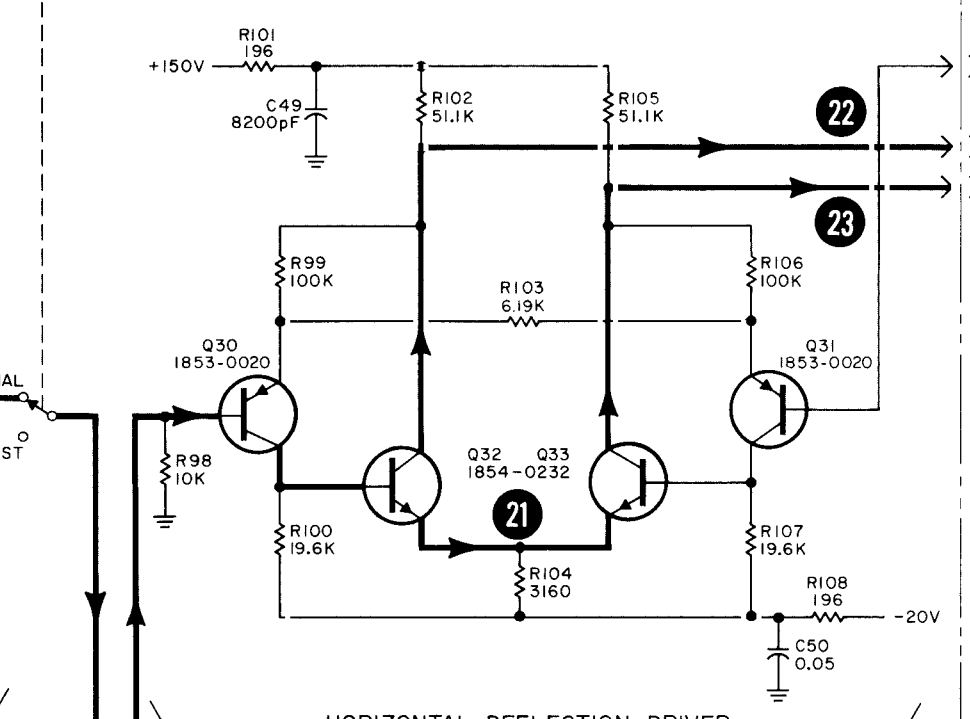 R101
196
+150V
C49
8200pF
R102
51.1K
R105
51.1K
22
23
R99
100K
R103
6.19K
R106
100K
Q30
1853-0020
Q31
1853-0020
AL
ST
R98
10K
Q32 Q33
1854-0232
21
R100
19.6K
R104
3160
R107
19.6K
R108
196
-20V
C50
0.05
HORIZONTAL DEFLECTION DRIVER